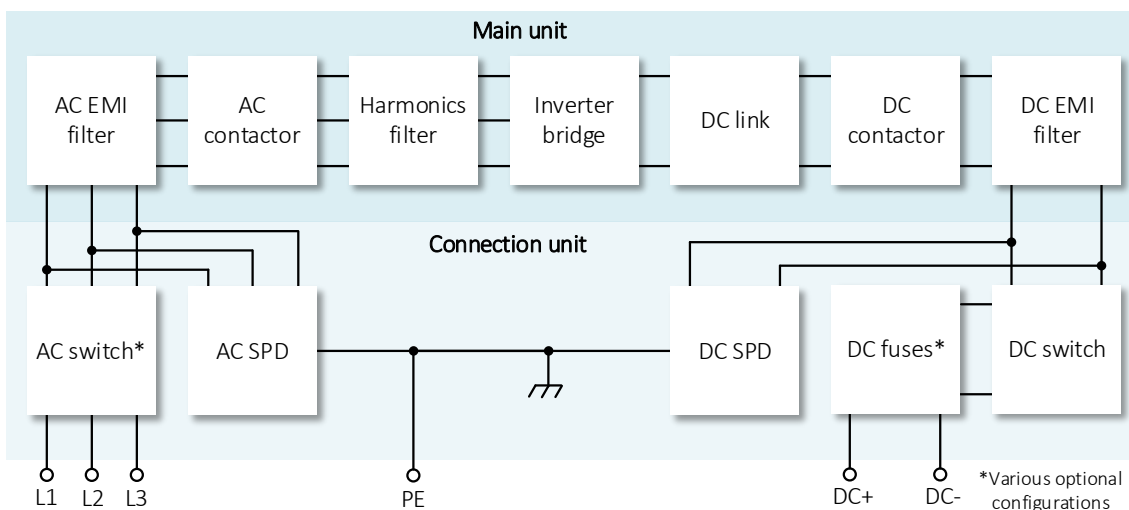 Main unit
AC EMI
filter
AC
contactor
Harmonics
filter
Inverter
bridge
DC link
DC
contactor
DC EMI
filter
Connection unit
AC switch*
AC SPD
DC SPD
DC fuses*
DC switch
L1
L2
L3
PE
DC+
DC-
*Various optional
configurations